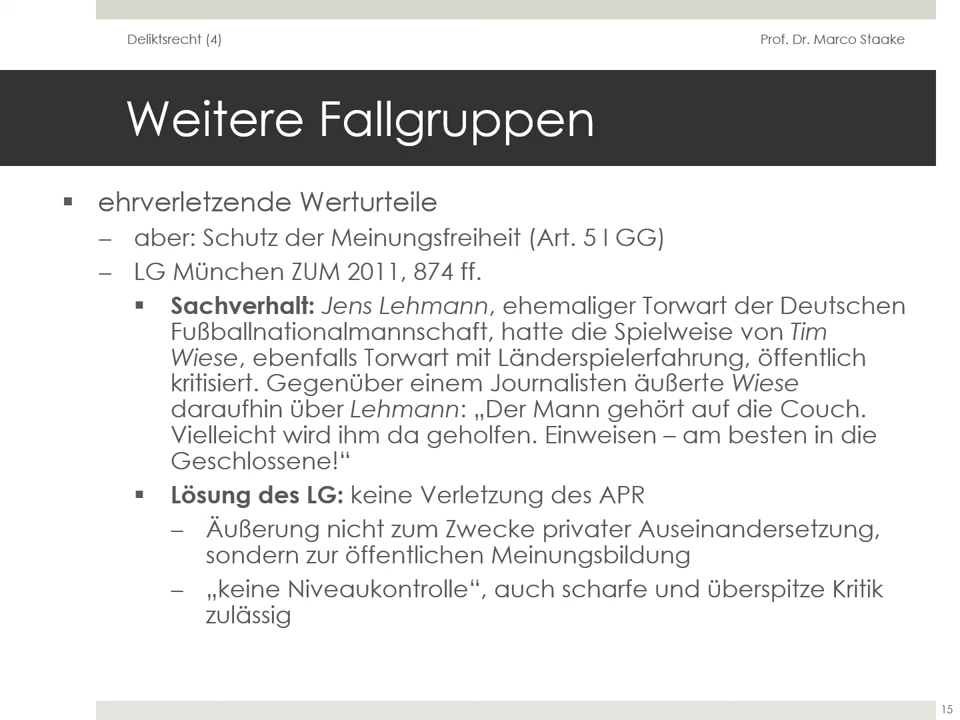 Deliktsrecht (4)
Prof. Dr. Marco Staake
Weitere Fallgruppen
▪ ehrverletzende Werturteile
– aber: Schutz der Meinungsfreiheit (Art. 5 I GG)
– LG München ZUM 2011, 874 ff.
▪ Sachverhalt: Jens Lehmann, ehemaliger Torwart der Deutschen
Fußballnationalmannschaft, hatte die Spielweise von Tim
Wiese, ebenfalls Torwart mit Länderspielerfahrung, öffentlich
kritisiert. Gegenüber einem Journalisten äußerte Wiese
daraufhin über Lehmann: „Der Mann gehört auf die Couch.
Vielleicht wird ihm da geholfen. Einweisen – am besten in die
Geschlossene!“
▪ Lösung des LG: keine Verletzung des APR
– Äußerung nicht zum Zwecke privater Auseinandersetzung,
sondern zur öffentlichen Meinungsbildung
– „keine Niveaukontrolle“, auch scharfe und überspitze Kritik
zulässig
15